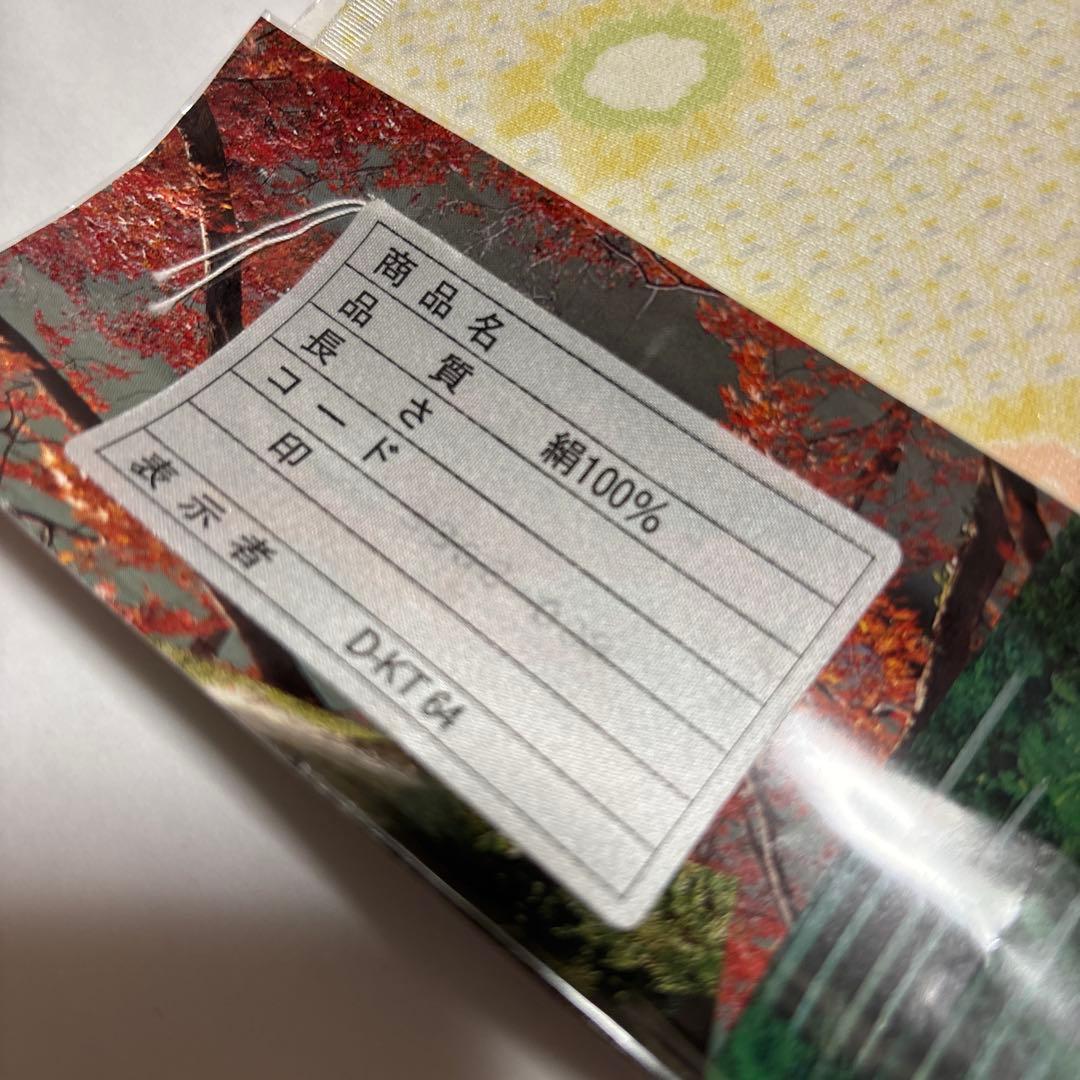 商品名
品質 絹100%
長さ
コード
印
表示者 D-KT64